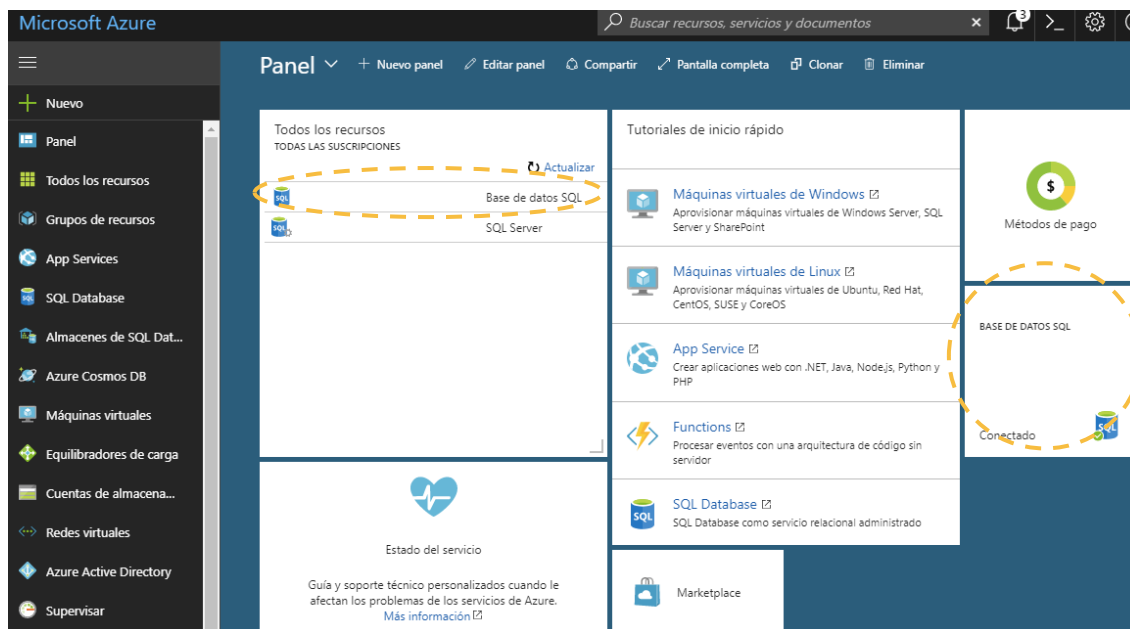 Microsoft Azure
Buscar recursos, servicios y documentos
3
Panel
+ Nuevo panel
Editar panel
Compartir
Pantalla completa
Clonar
Eliminar
Nuevo
Panel
Todos los recursos
Grupos de recursos
App Services
SQL Database
Almacenes de SQL Dat...
Azure Cosmos DB
Máquinas virtuales
Equilibradores de carga
Cuentas de almacena...
Redes virtuales
Azure Active Directory
Supervisar
Todos los recursos
TODAS LAS SUSCRIPCIONES
Actualizar
SQL Base de datos SQL
SQL SQL Server
Estado del servicio
Guía y soporte técnico personalizados cuando le
afectan los problemas de los servicios de Azure.
Más información
Tutoriales de inicio rápido
Máquinas virtuales de Windows
Aprovisionar máquinas virtuales de Windows Server, SQL
Server y SharePoint
Máquinas virtuales de Linux
Aprovisionar máquinas virtuales de Ubuntu, Red Hat,
CentOS, SUSE y CoreOS
App Service
Crear aplicaciones web con .NET, Java, Node.js, Python y
PHP
Functions
Procesar eventos con una arquitectura de código sin
servidor
SQL
SQL Database
SQL Database como servicio relacional administrado
Marketplace
$
Métodos de pago
BASE DE DATOS SQL
Conectado
SQL